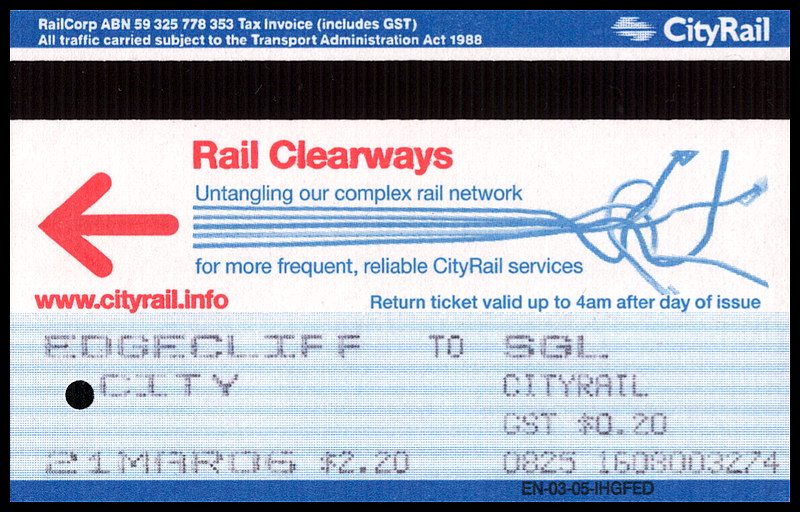 RailCorp ABN 59 325 778 353 Tax Invoice (includes GST)
All traffic carried subject to the Transport Administration Act 1988
CityRail
Rail Clearways
Untangling our complex rail network
for more frequent, reliable CityRail services
www.cityrail.info
Return ticket valid up to 4am after day of issue
EDGECLIFF TO SGL
CITY CITYRAIL
GST $0.20
21MAR06 $2.20 0825 1603003274
EN-03-05-IHGFED